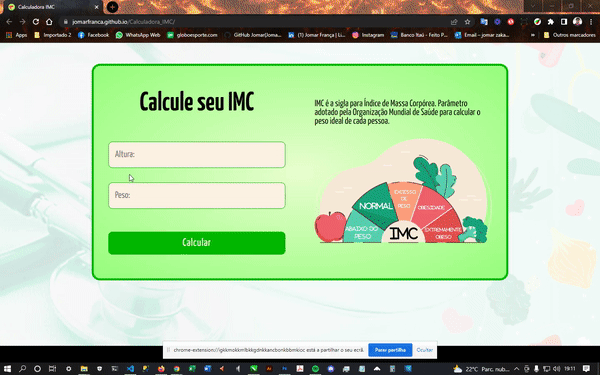 Calculadora IMC
jomarfranca.github.io/Calculadora_IMC/
Apps
Importado 2
Facebook
WhatsApp Web
globoesporte.com
GitHub Jomar(Joma...
(1) Jomar França | Li...
Instagram
Banco Itaú - Feito P...
Email – jomar zaka...
»
Outros marcadores
Calcule seu IMC
Altura:
Peso:
Calcular
IMC é a sigla para Índice de Massa Corpórea. Parâmetro
adotado pela Organização Mundial de Saúde para calcular o
peso ideal de cada pessoa.
ABAIXO DO
PESO
NORMAL
EXCESSO
DE
PESO
OBESIDADE
EXTREMAMENTE
OBESO
IMC
está a partilhar o seu ecrã.
Parar partilha
Ocultar
22°C Parc. nub...
19:11